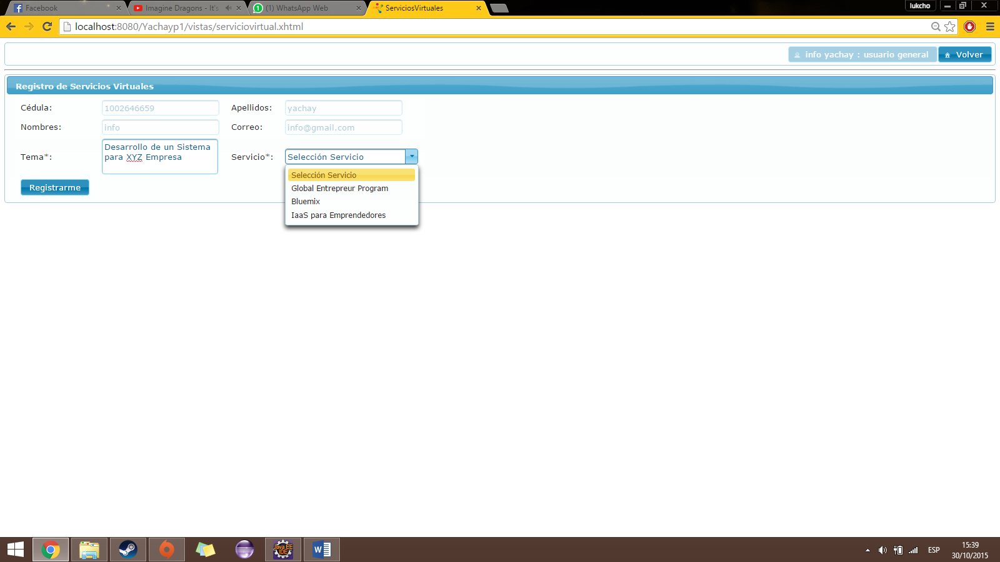 Facebook
Imagine Dragons - It's
(1) WhatsApp Web
ServiciosVirtuales
lukcho
localhost:8080/Yachayp1/vistas/serviciovirtual.xhtml
info yachay : usuario general
Volver
Registro de Servicios Virtuales
Cédula:
1002646659
Apellidos:
yachay
Nombres:
info
Correo:
info@gmail.com
Tema*:
Desarrollo de un Sistema
para XYZ Empresa
Servicio*:
Selección Servicio
Selección Servicio
Global Entrepreur Program
Bluemix
IaaS para Emprendedores
Registrarme
Java EE
IDE
ESP
15:39
30/10/2015